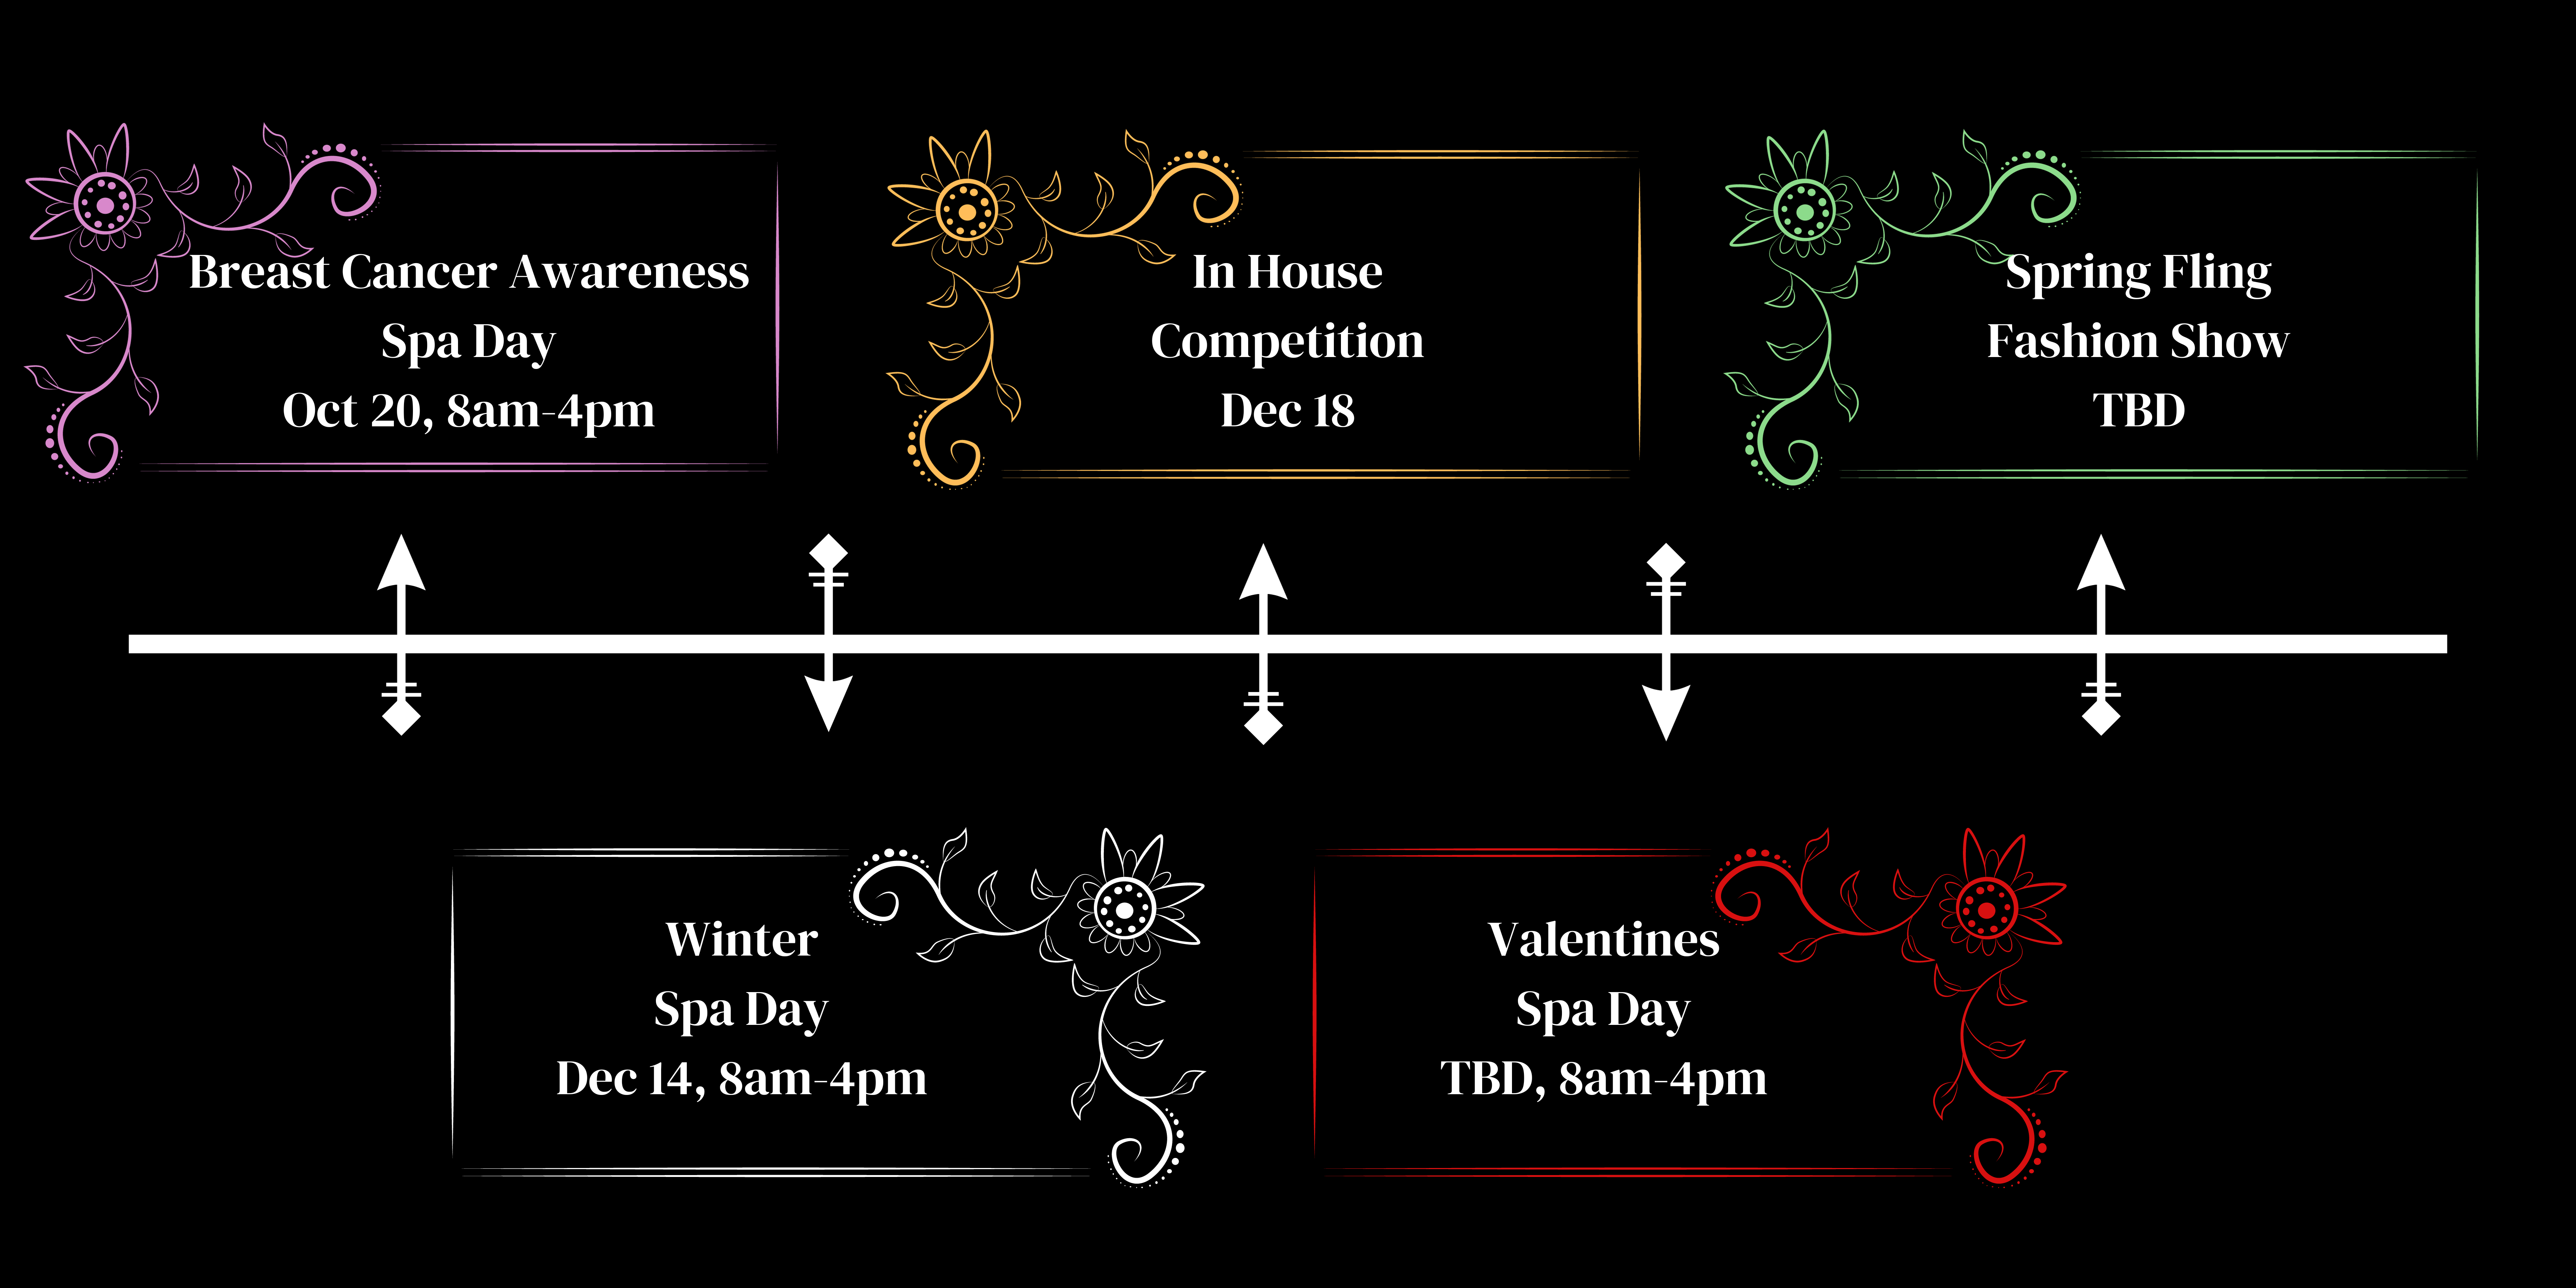 Breast Cancer Awareness
Spa Day
Oct 20, 8am-4pm
In House
Competition
Dec 18
Spring Fling
Fashion Show
TBD
Winter
Spa Day
Dec 14, 8am-4pm
Valentines
Spa Day
TBD, 8am-4pm